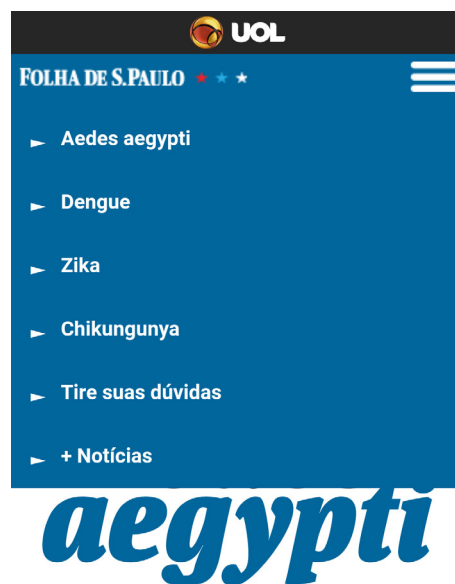 UOL
FOLHA DE S.PAULO
Aedes aegypti
Dengue
Zika
Chikungunya
Tire suas dúvidas
+ Notícias
aegypti